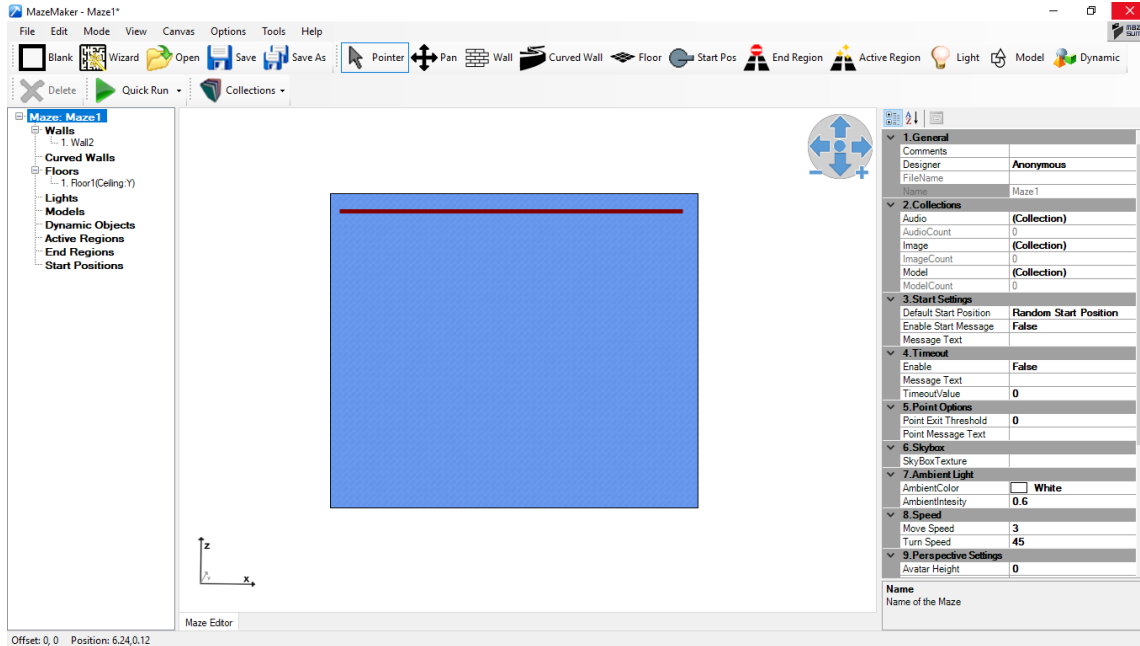 MazeMaker - Maze1*
File Edit Mode View Canvas Options Tools Help
Blank Wizard Open Save Save As Pointer Pan Wall Curved Wall Floor Start Pos End Region Active Region Light Model Dynamic
Delete Quick Run Collections
Maze: Maze1
Walls
1. Wall2
Curved Walls
Floors
1. Floor1(Ceiling:Y)
Lights
Models
Dynamic Objects
Active Regions
End Regions
Start Positions
z
x
Maze Editor
1.General
Comments
Designer Anonymous
FileName
Name Maze1
2.Collections
Audio (Collection)
AudioCount 0
Image (Collection)
ImageCount 0
Model (Collection)
ModelCount 0
3.Start Settings
Default Start Position Random Start Position
Enable Start Message False
Message Text
4.Timeout
Enable False
Message Text
TimeoutValue 0
5.Point Options
Point Exit Threshold 0
Point Message Text
6.Skybox
SkyBoxTexture
7.Ambient Light
AmbientColor White
AmbientIntesity 0.6
8.Speed
Move Speed 3
Turn Speed 45
9.Perspective Settings
Avatar Height 0
Name
Name of the Maze
Offset: 0, 0 Position: 6.24,0.12